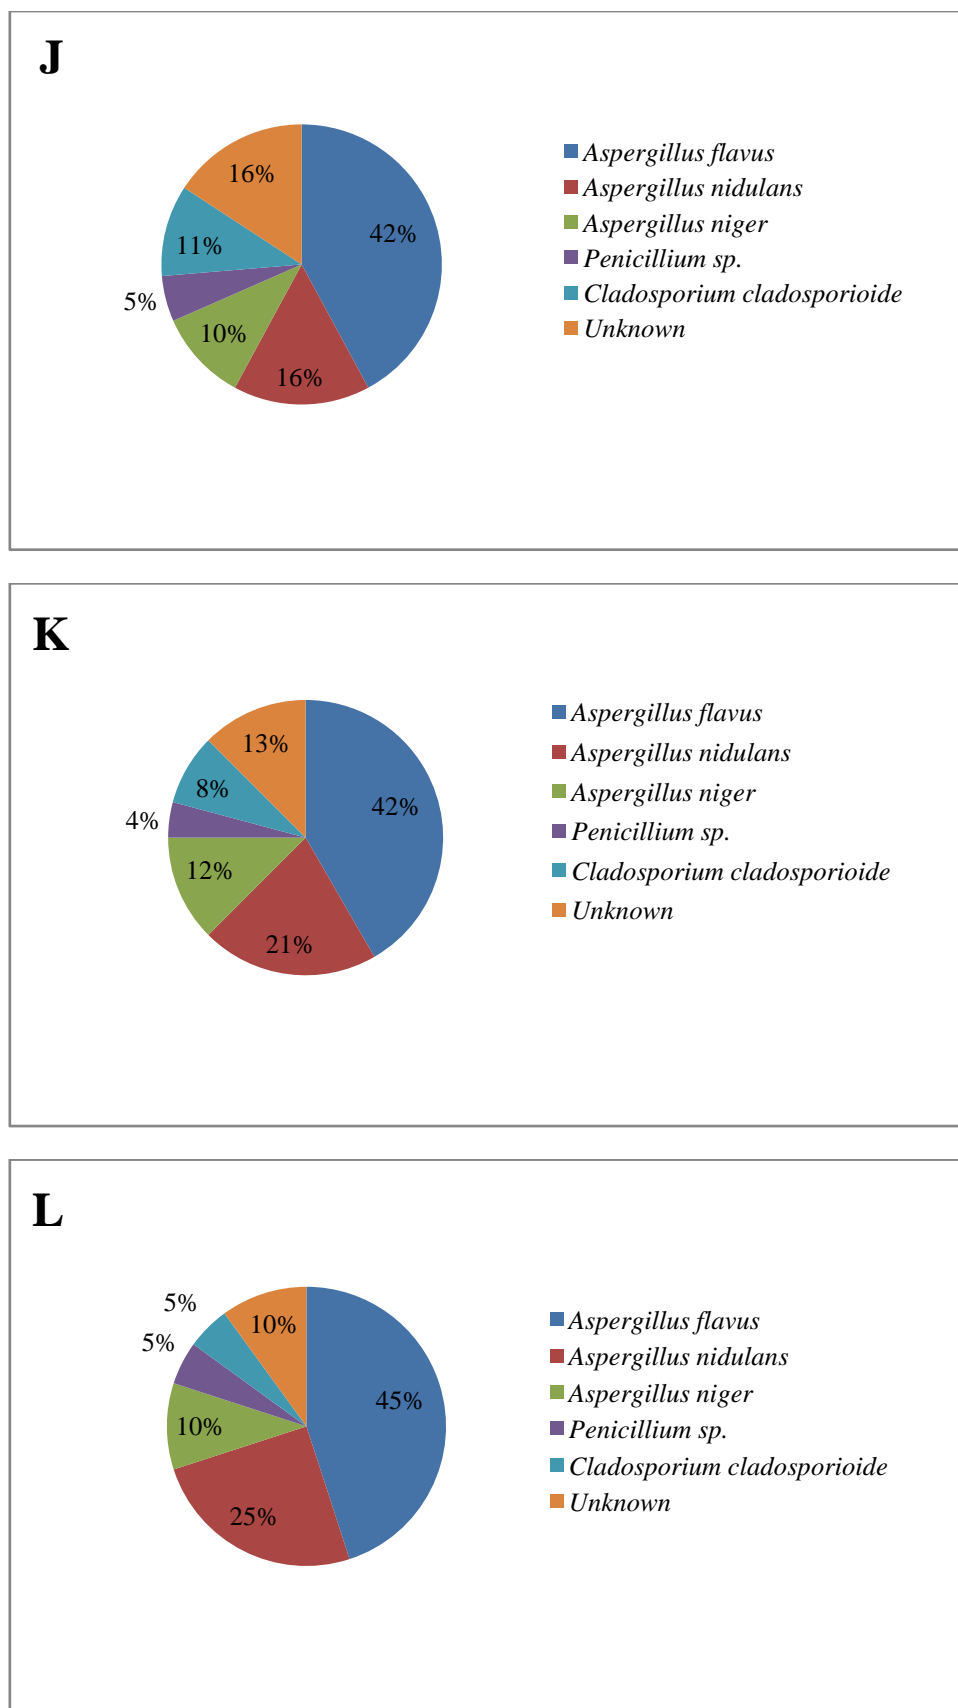 J
16%
42%
11%
5%
10%
16%
Aspergillus flavus
Aspergillus nidulans
Aspergillus niger
Penicillium sp.
Cladosporium cladosporioide
Unknown
K
13%
8%
42%
4%
12%
21%
Aspergillus flavus
Aspergillus nidulans
Aspergillus niger
Penicillium sp.
Cladosporium cladosporioide
Unknown
L
5%
10%
5%
45%
10%
25%
Aspergillus flavus
Aspergillus nidulans
Aspergillus niger
Penicillium sp.
Cladosporium cladosporioide
Unknown